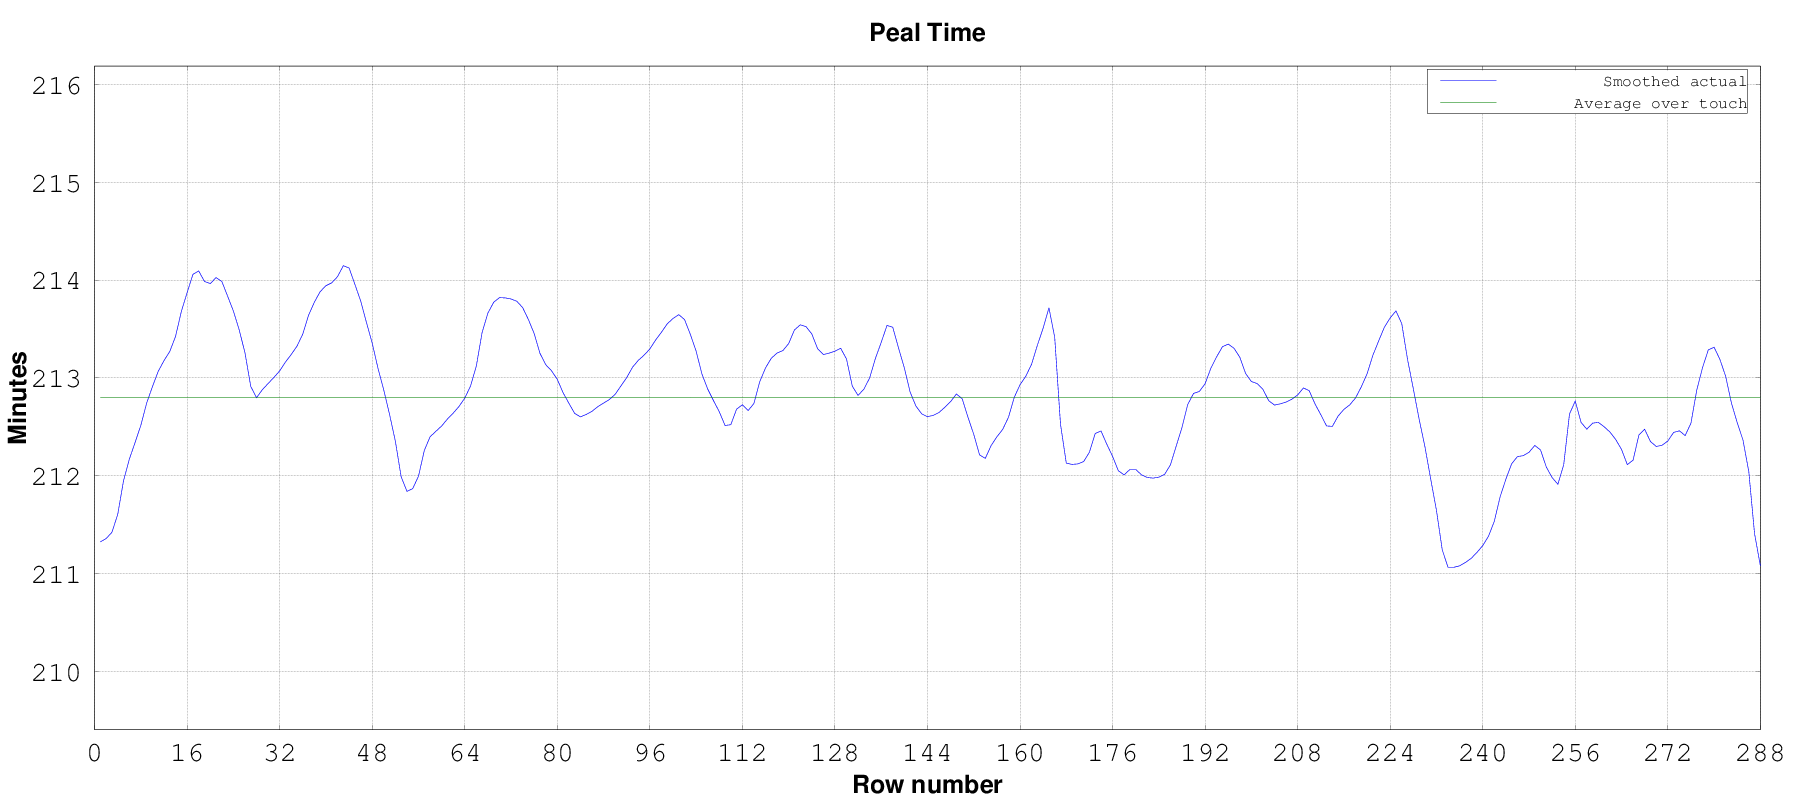 Peal Time
216
215
214
213
212
211
210
Minutes
Smoothed actual
Average over touch
0 16 32 48 64 80 96 112 128 144 160 176 192 208 224 240 256 272 288
Row number